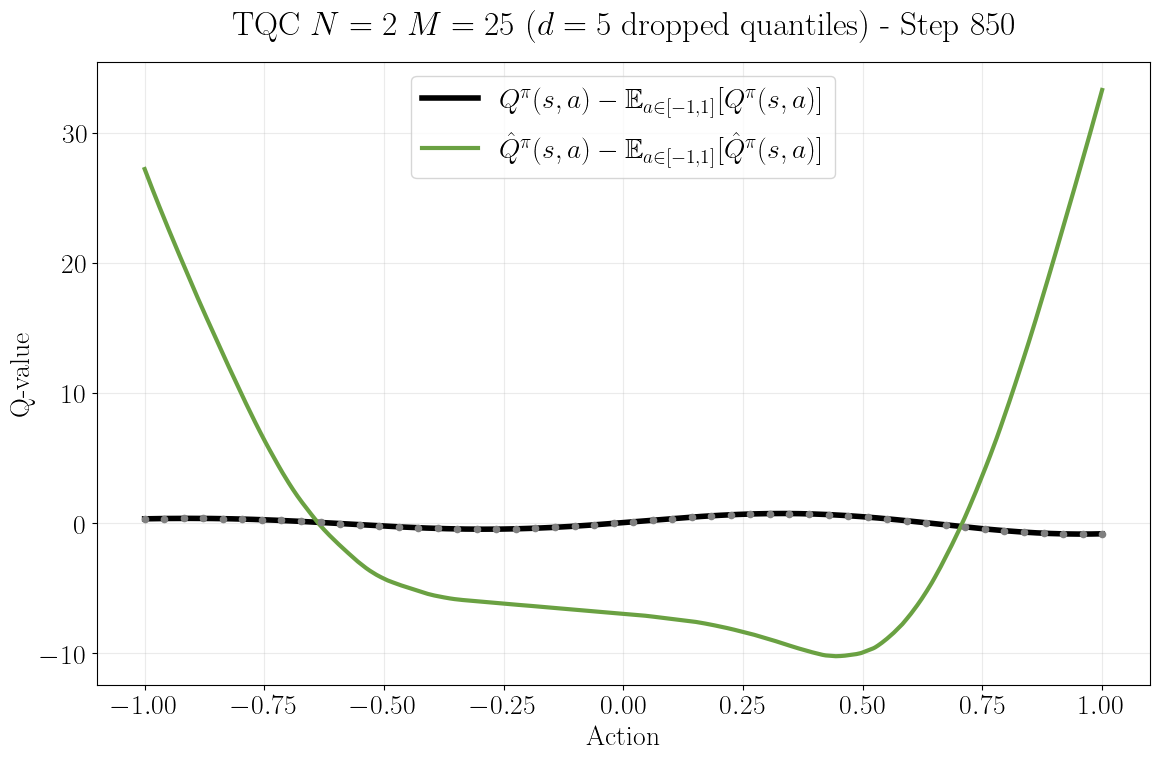 TQC N = 2 M = 25 (d = 5 dropped quantiles) - Step 850
Q^π(s, a) − 𝔼_{a∈[−1,1]}[Q^π(s, a)]
Q̂^π(s, a) − 𝔼_{a∈[−1,1]}[Q̂^π(s, a)]
30
20
10
0
−10
Q-value
−1.00 −0.75 −0.50 −0.25 0.00 0.25 0.50 0.75 1.00
Action